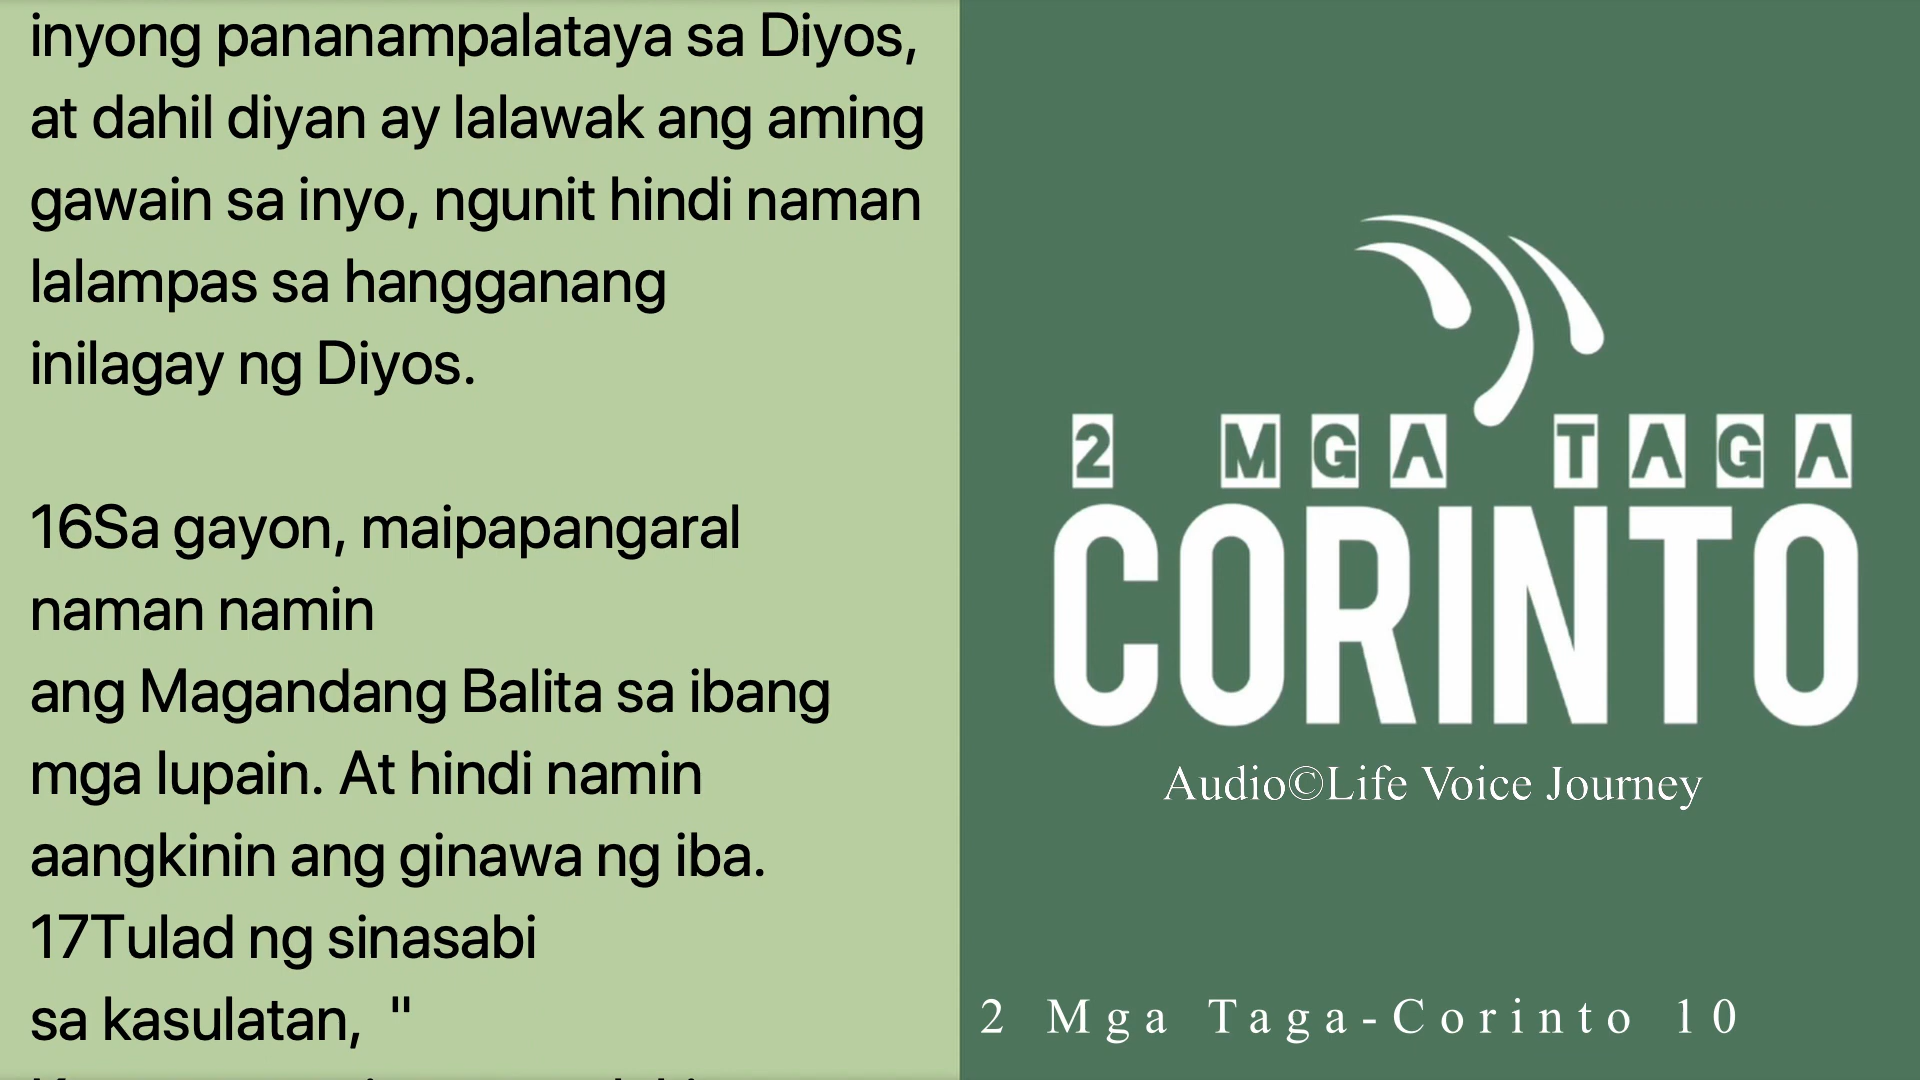 inyong pananampalataya sa Diyos,
at dahil diyan ay lalawak ang aming
gawain sa inyo, ngunit hindi naman
lalampas sa hangganang
inilagay ng Diyos.
16Sa gayon, maipapangaral
naman namin
ang Magandang Balita sa ibang
mga lupain. At hindi namin
aangkinin ang ginawa ng iba.
17Tulad ng sinasabi
sa kasulatan,  "
2 MGA TAGA
CORINTO
Audio©Life Voice Journey
2 Mga Taga-Corinto 10